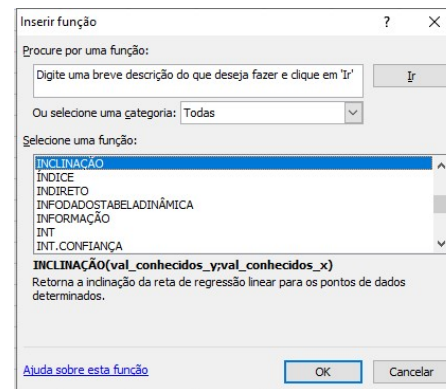 Inserir função
? ×
Procure por uma função:
Digite uma breve descrição do que deseja fazer e clique em 'Ir'
Ir
Ou selecione uma categoria: Todas
Selecione uma função:
INCLINAÇÃO
ÍNDICE
INDIRETO
INFODADOSTABELADINÂMICA
INFORMAÇÃO
INT
INT.CONFIANÇA
INCLINAÇÃO(val_conhecidos_y;val_conhecidos_x)
Retorna a inclinação da reta de regressão linear para os pontos de dados
determinados.
Ajuda sobre esta função
OK
Cancelar